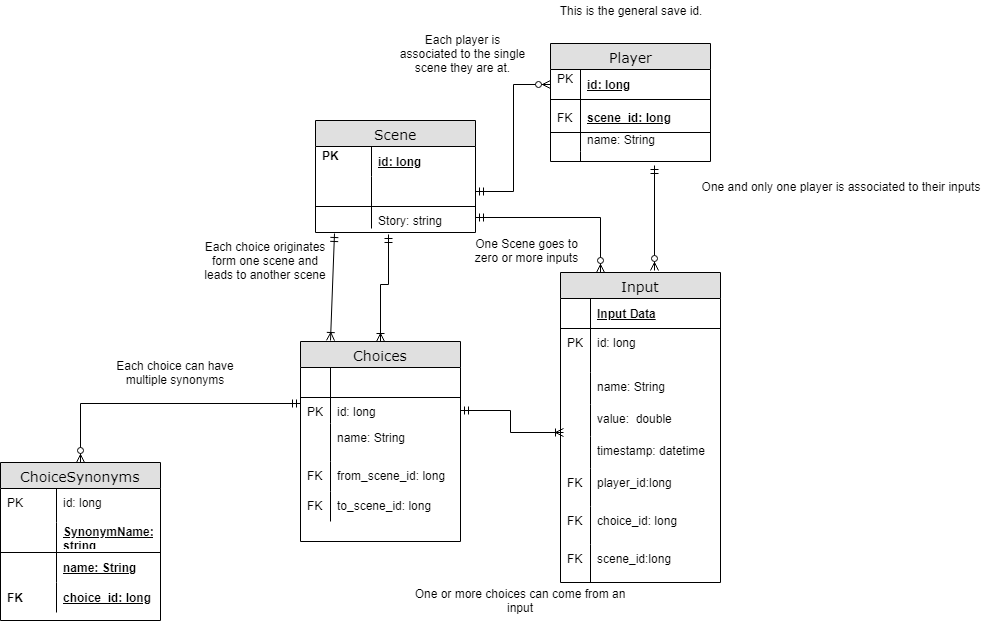 This is the general save id.
Each player is
associated to the single
scene they are at.
Player
PK
id: long
FK
scene_id: long
name: String
Scene
PK
id: long
Story: string
One and only one player is associated to their inputs
Each choice originates
form one scene and
leads to another scene
One Scene goes to
zero or more inputs
Input
Input Data
PK
id: long
name: String
value:  double
timestamp: datetime
FK
player_id:long
FK
choice_id: long
FK
scene_id:long
Choices
PK
id: long
name: String
FK
from_scene_id: long
FK
to_scene_id: long
Each choice can have
multiple synonyms
ChoiceSynonyms
PK
id: long
SynonymName:
string
name: String
FK
choice_id: long
One or more choices can come from an
input